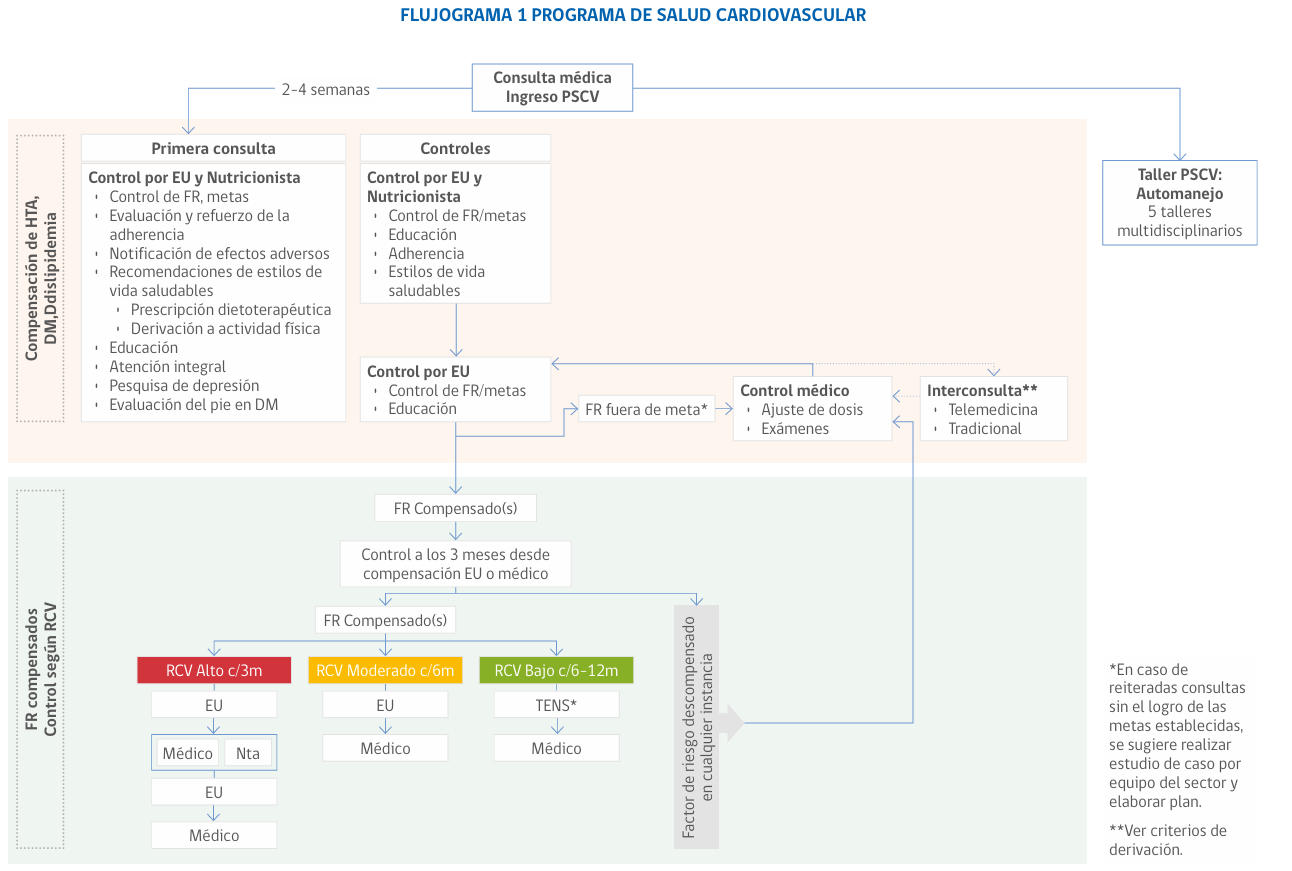 FLUJOGRAMA 1 PROGRAMA DE SALUD CARDIOVASCULAR
Consulta médica
Ingreso PSCV
2-4 semanas
Taller PSCV:
Automanejo
5 talleres
multidisciplinarios
Compensación de HTA,
DM,Ddislipidemia
Primera consulta
Control por EU y Nutricionista
Control de FR, metas
Evaluación y refuerzo de la
adherencia
Notificación de efectos adversos
Recomendaciones de estilos de
vida saludables
Prescripción dietoterapéutica
Derivación a actividad física
Educación
Atención integral
Pesquisa de depresión
Evaluación del pie en DM
Controles
Control por EU y
Nutricionista
Control de FR/metas
Educación
Adherencia
Estilos de vida
saludables
Control por EU
Control de FR/metas
Educación
FR fuera de meta*
Control médico
Ajuste de dosis
Exámenes
Interconsulta**
Telemedicina
Tradicional
FR compensados
Control según RCV
FR Compensado(s)
Control a los 3 meses desde
compensación EU o médico
FR Compensado(s)
RCV Alto c/3m
EU
Médico Nta
EU
Médico
RCV Moderado c/6m
EU
Médico
RCV Bajo c/6-12m
TENS*
Médico
Factor de riesgo descompensado
en cualquier instancia
*En caso de
reiteradas consultas
sin el logro de las
metas establecidas,
se sugiere realizar
estudio de caso por
equipo del sector y
elaborar plan.
**Ver criterios de
derivación.